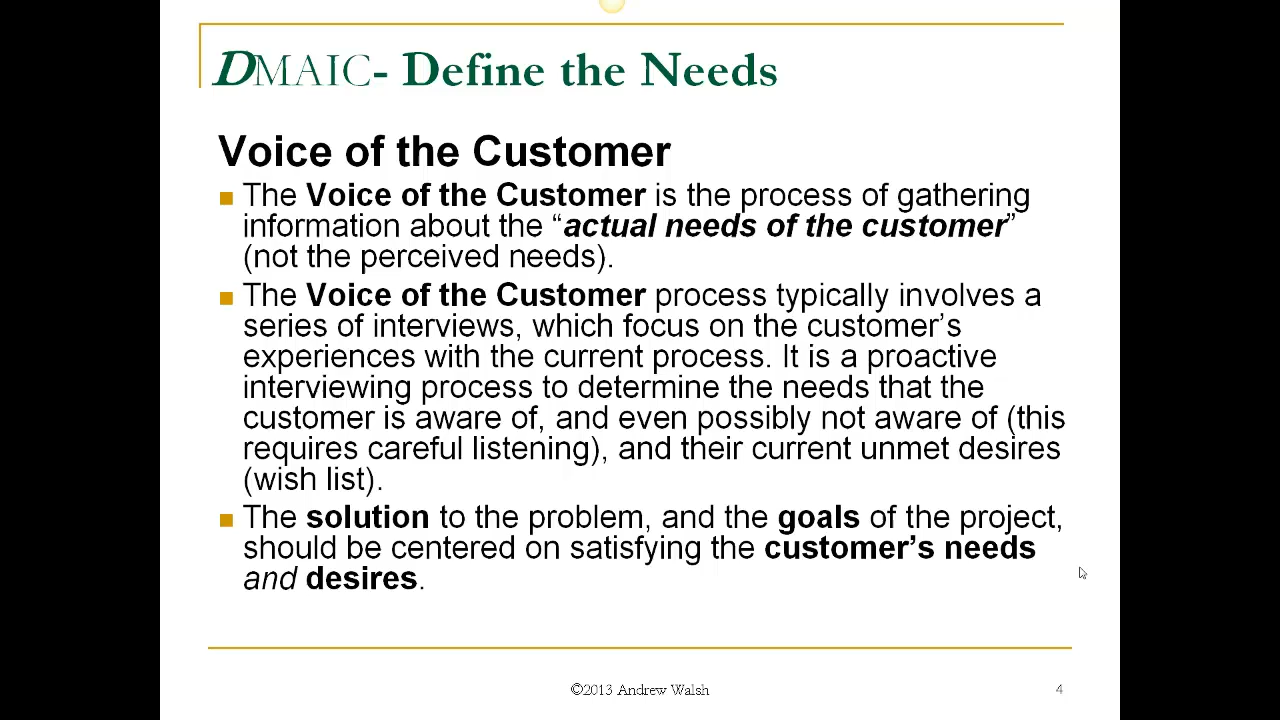 DMAIC- Define the Needs
Voice of the Customer
The Voice of the Customer is the process of gathering
information about the “actual needs of the customer”
(not the perceived needs).
The Voice of the Customer process typically involves a
series of interviews, which focus on the customer’s
experiences with the current process. It is a proactive
interviewing process to determine the needs that the
customer is aware of, and even possibly not aware of (this
requires careful listening), and their current unmet desires
(wish list).
The solution to the problem, and the goals of the project,
should be centered on satisfying the customer’s needs
and desires.
©2013 Andrew Walsh
4